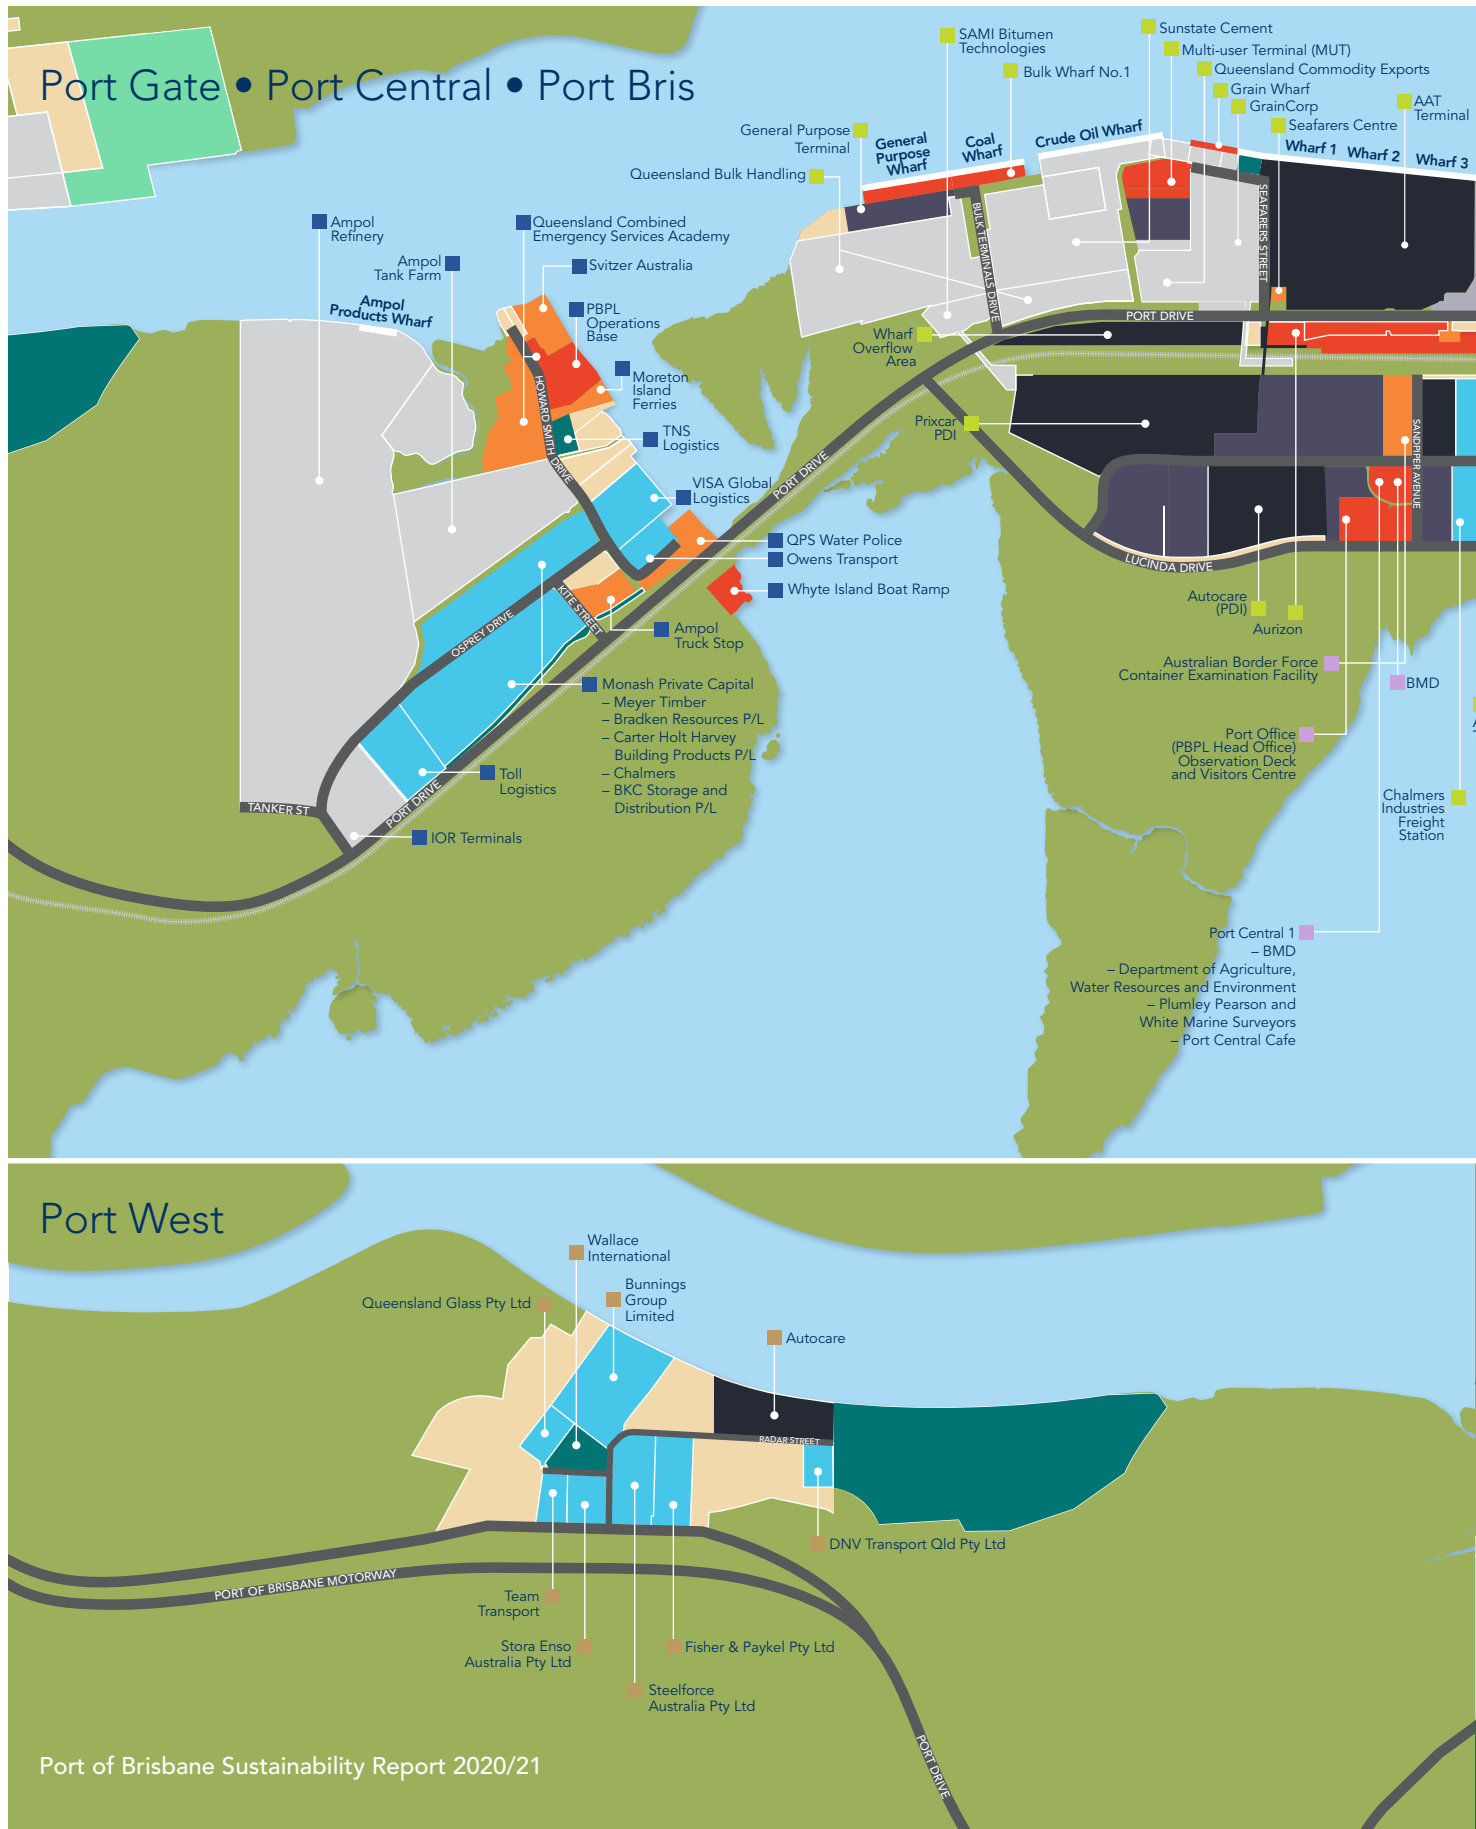 Port Gate • Port Central • Port Bris
SAMI Bitumen
Technologies
Bulk Wharf No.1
Sunstate Cement
Multi-user Terminal (MUT)
Queensland Commodity Exports
Grain Wharf
GrainCorp
Seafarers Centre
AAT
Terminal
General Purpose
Terminal
Queensland Bulk Handling
General
Purpose
Wharf
Coal
Wharf
Crude Oil Wharf
Wharf 1
Wharf 2
Wharf 3
Ampol
Refinery
Ampol
Tank Farm
Ampol
Products Wharf
Queensland Combined
Emergency Services Academy
Svitzer Australia
PBPL
Operations
Base
Moreton
Island
Ferries
TNS
Logistics
VISA Global
Logistics
QPS Water Police
Owens Transport
Whyte Island Boat Ramp
Ampol
Truck Stop
Monash Private Capital
– Meyer Timber
– Bradken Resources P/L
– Carter Holt Harvey
Building Products P/L
– Chalmers
– BKC Storage and
Distribution P/L
Toll
Logistics
IOR Terminals
HOWARD SMITH DRIVE
OSPREY DRIVE
KITE STREET
TANKER ST
PORT DRIVE
PORT DRIVE
BULK TERMINALS DRIVE
SEAFARERS STREET
PORT DRIVE
Wharf
Overflow
Area
Prixcar
PDI
SANDPIPER AVENUE
LUCINDA DRIVE
Autocare
(PDI)
Aurizon
Australian Border Force
Container Examination Facility
BMD
Port Office
(PBPL Head Office)
Observation Deck
and Visitors Centre
Chalmers
Industries
Freight
Station
Port Central 1
– BMD
– Department of Agriculture,
Water Resources and Environment
– Plumley Pearson and
White Marine Surveyors
– Port Central Cafe
Port West
Wallace
International
Bunnings
Group
Limited
Queensland Glass Pty Ltd
Autocare
RADAR STREET
DNV Transport Qld Pty Ltd
PORT OF BRISBANE MOTORWAY
Team
Transport
Stora Enso
Australia Pty Ltd
Fisher & Paykel Pty Ltd
Steelforce
Australia Pty Ltd
PORT DRIVE
Port of Brisbane Sustainability Report 2020/21